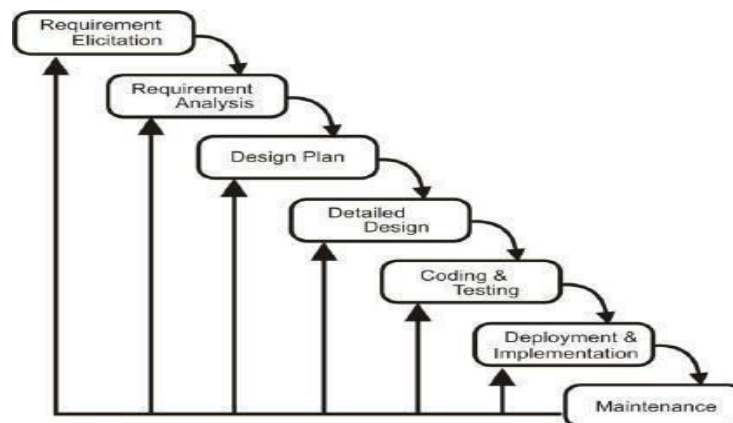 Requirement
Elicitation
Requirement
Analysis
Design Plan
Detailed
Design
Coding &
Testing
Deployment &
Implementation
Maintenance